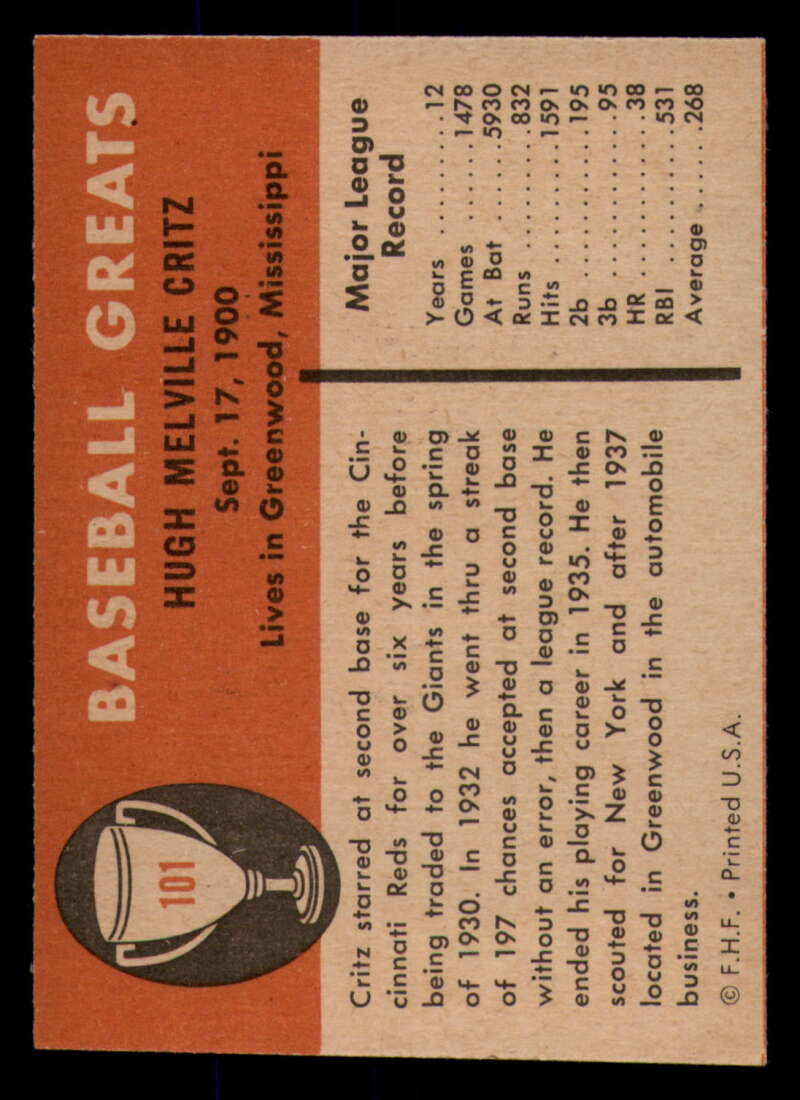 BASEBALL GREATS
HUGH MELVILLE CRITZ
Sept. 17, 1900
Lives in Greenwood, Mississippi
101
Critz starred at second base for the Cin-
cinnati Reds for over six years before
being traded to the Giants in the spring
of 1930. In 1932 he went thru a streak
of 197 chances accepted at second base
without an error, then a league record. He
ended his playing career in 1935. He then
scouted for New York and after 1937
located in Greenwood in the automobile
business.
© F.H.F. • Printed U.S.A.
Major League
Record
Years .........12
Games .....1478
At Bat ......5930
Runs ........832
Hits ........1591
2b ..........195
3b ...........95
HR ...........38
RBI .........531
Average ......268